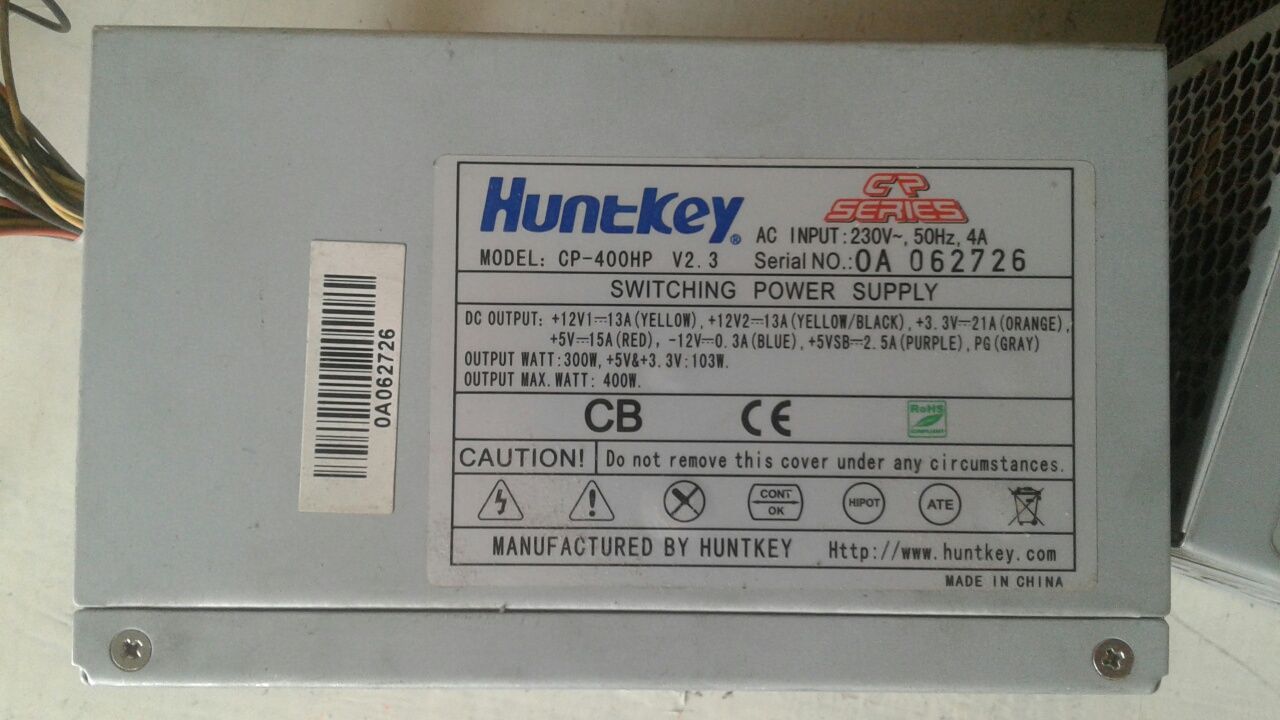 Huntkey®
CP
SERIES
AC INPUT:230V~, 50Hz, 4A
MODEL: CP-400HP V2.3
Serial NO.:0A 062726
SWITCHING POWER SUPPLY
DC OUTPUT: +12V1⎓13A(YELLOW), +12V2⎓13A(YELLOW/BLACK), +3.3V⎓21A(ORANGE),
+5V⎓15A(RED), -12V⎓0.3A(BLUE), +5VSB⎓2.5A(PURPLE), PG(GRAY)
OUTPUT WATT:300W, +5V&+3.3V:103W.
OUTPUT MAX.WATT: 400W.
CB CE RoHS
COMPLIANT
CAUTION! Do not remove this cover under any circumstances.
CONT
OK
HIPOT
ATE
MANUFACTURED BY HUNTKEY Http://www.huntkey.com
MADE IN CHINA
0A062726